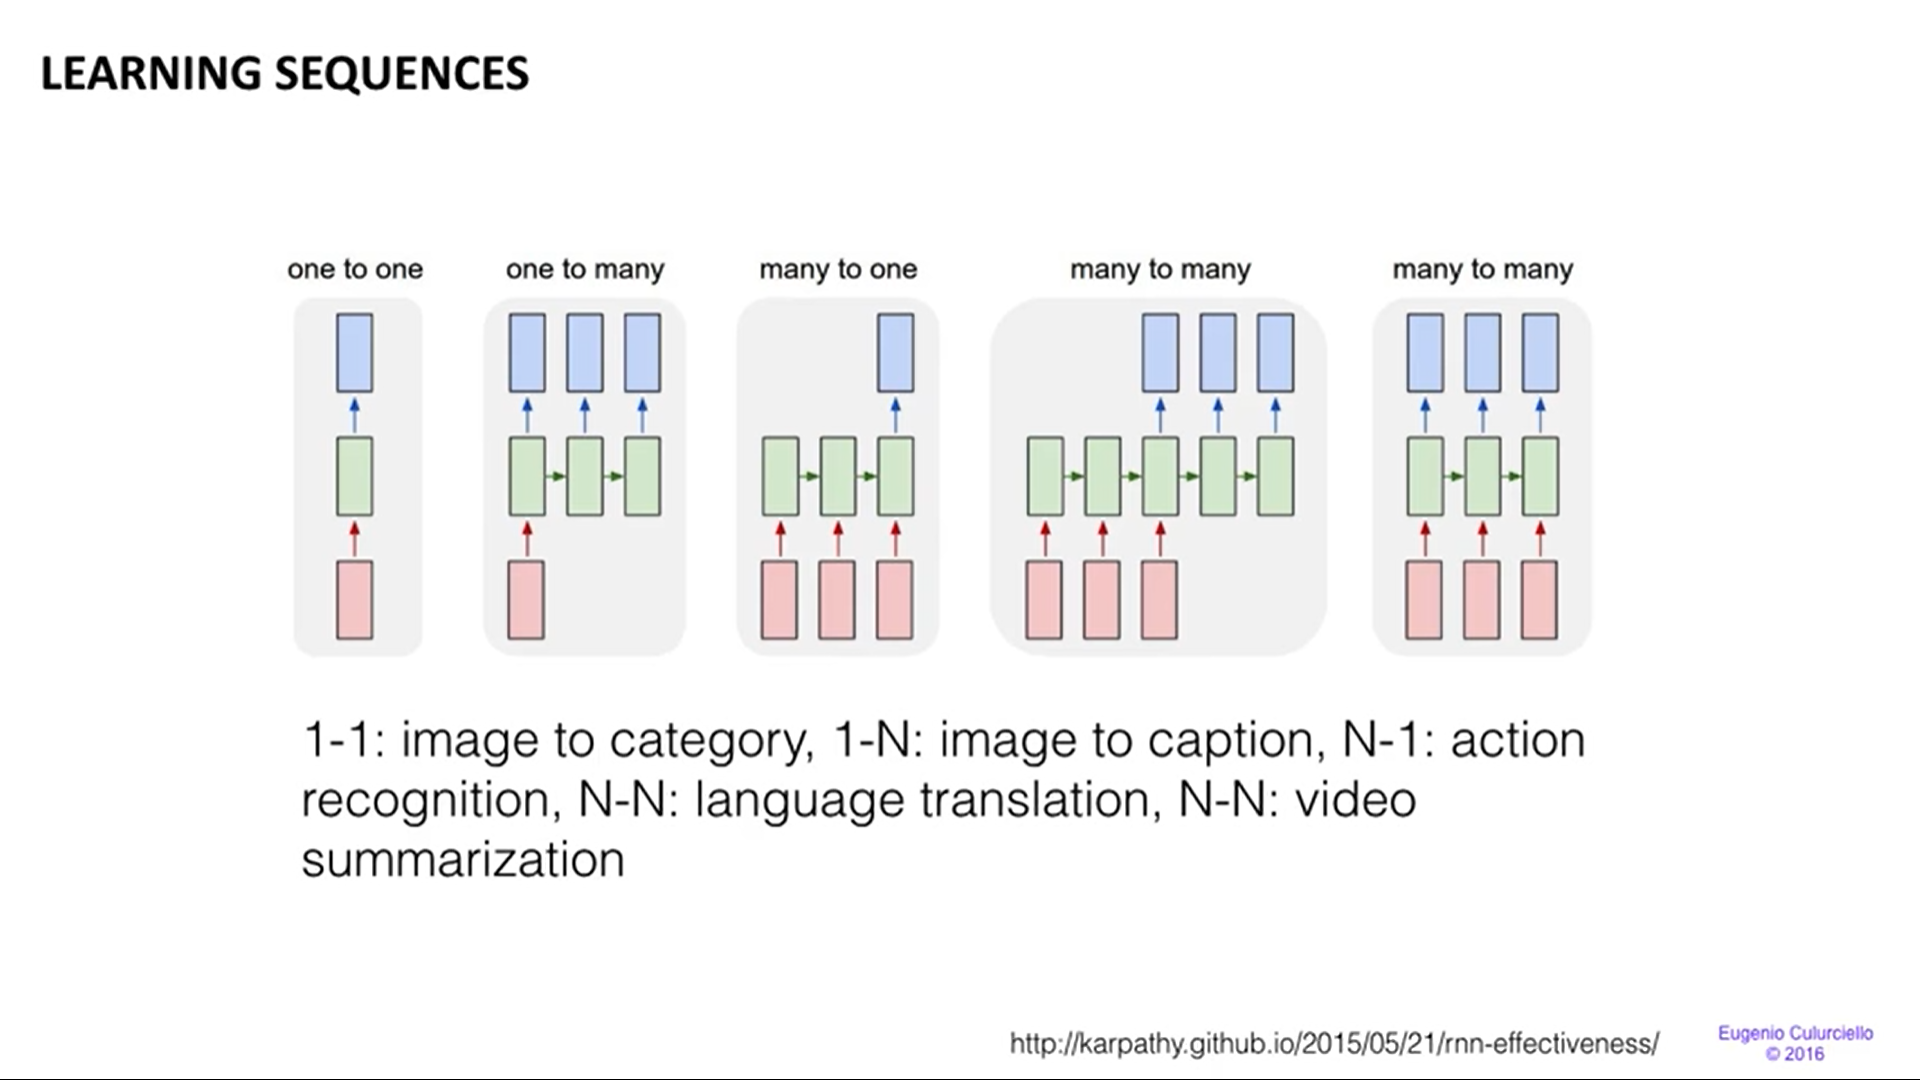 LEARNING SEQUENCES
one to one
one to many
many to one
many to many
many to many
1-1: image to category, 1-N: image to caption, N-1: action
recognition, N-N: language translation, N-N: video
summarization
http://karpathy.github.io/2015/05/21/rnn-effectiveness/
Eugenio Culurciello
© 2016